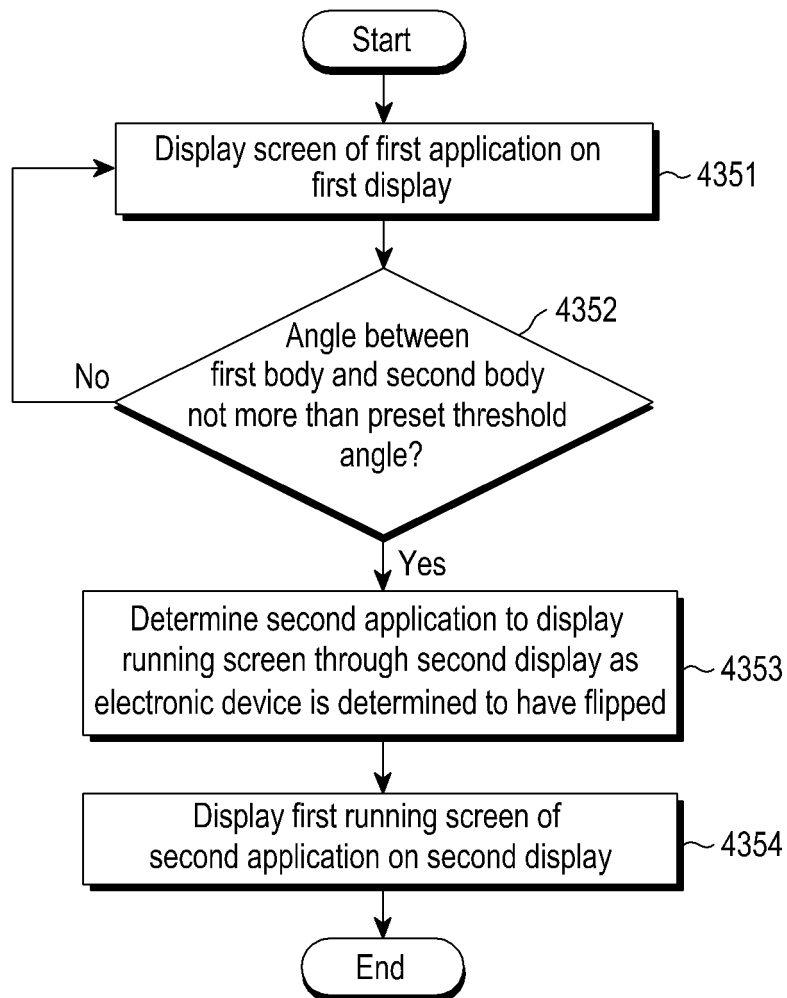 Start
Display screen of first application on
first display
4351
4352
Angle between
first body and second body
not more than preset threshold
angle?
No
Yes
Determine second application to display
running screen through second display as
electronic device is determined to have flipped
4353
Display first running screen of
second application on second display
4354
End